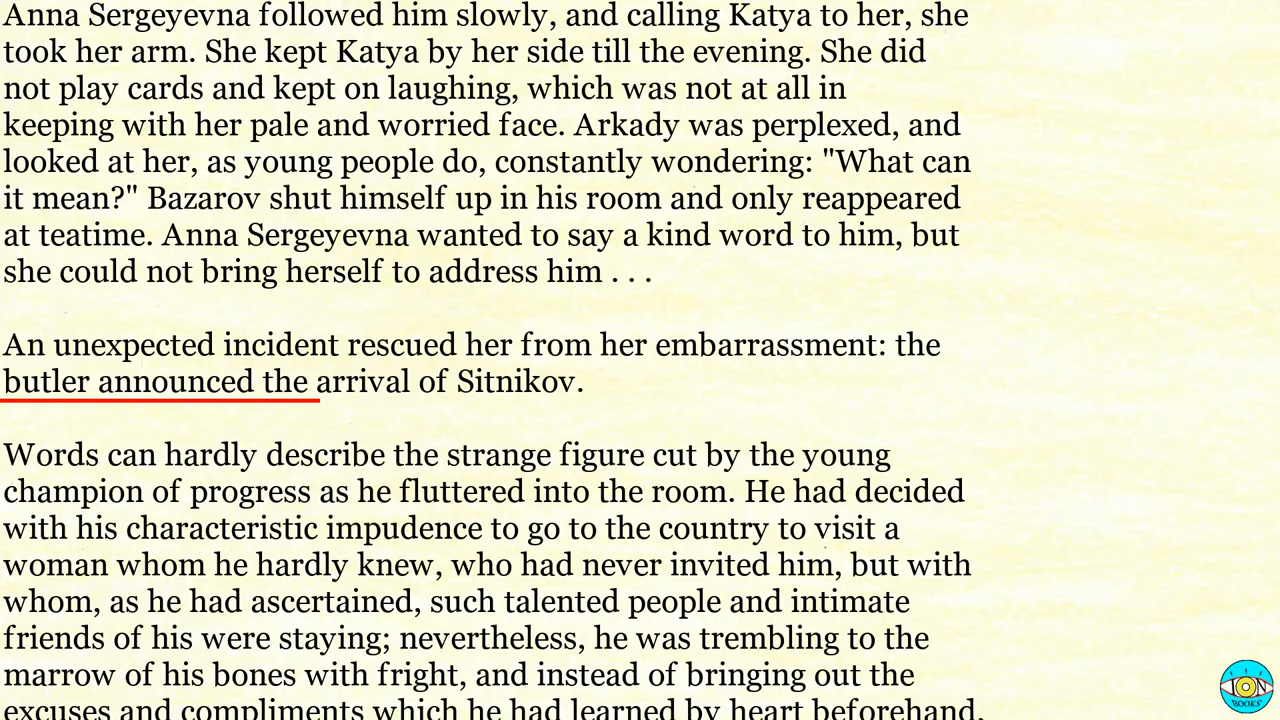 Anna Sergeyevna followed him slowly, and calling Katya to her, she
took her arm. She kept Katya by her side till the evening. She did
not play cards and kept on laughing, which was not at all in
keeping with her pale and worried face. Arkady was perplexed, and
looked at her, as young people do, constantly wondering: "What can
it mean?" Bazarov shut himself up in his room and only reappeared
at teatime. Anna Sergeyevna wanted to say a kind word to him, but
she could not bring herself to address him . . .
An unexpected incident rescued her from her embarrassment: the
butler announced the arrival of Sitnikov.
Words can hardly describe the strange figure cut by the young
champion of progress as he fluttered into the room. He had decided
with his characteristic impudence to go to the country to visit a
woman whom he hardly knew, who had never invited him, but with
whom, as he had ascertained, such talented people and intimate
friends of his were staying; nevertheless, he was trembling to the
marrow of his bones with fright, and instead of bringing out the
excuses and compliments which he had learned by heart beforehand,
ION
BOOKS